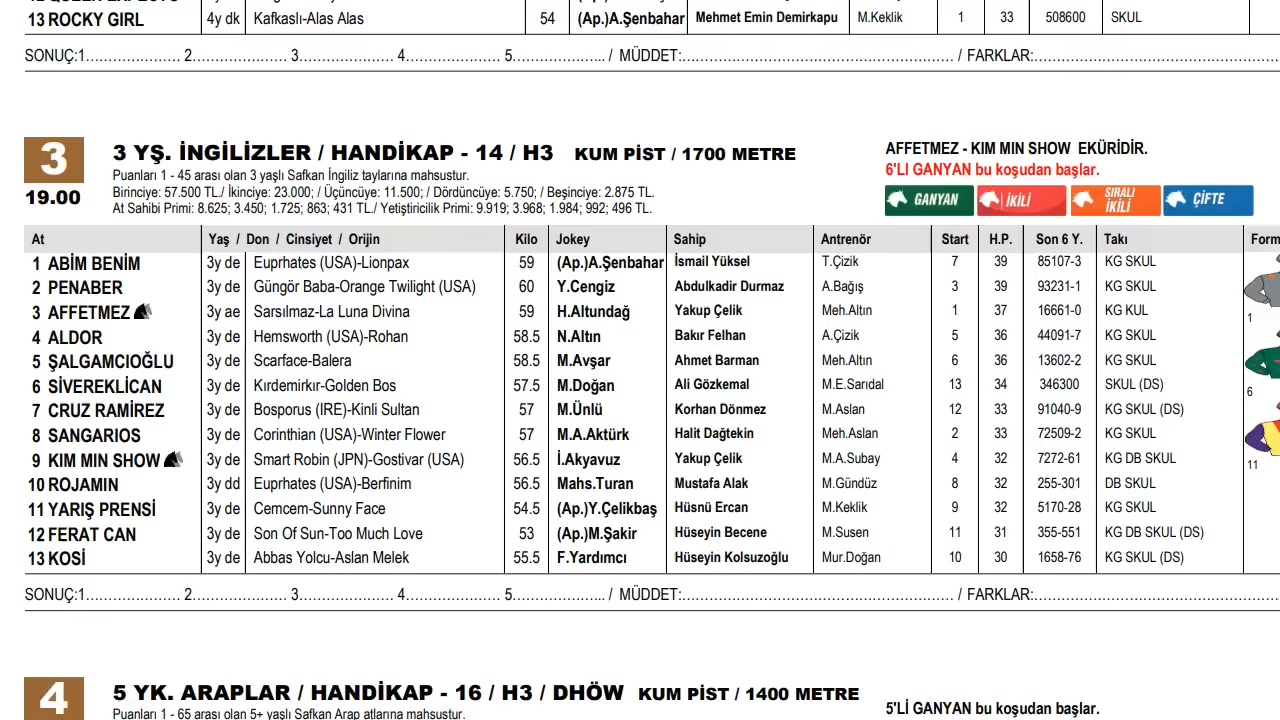 13 ROCKY GIRL 4y dk Kafkaslı-Alas Alas 54 (Ap.)A.Şenbahar Mehmet Emin Demirkapu M.Keklik 1 33 508600 SKUL
SONUÇ:1..................... 2.................... 3..................... 4..................... 5..................... / MÜDDET:............................................................ / FARKLAR:......................................................
3 3 YŞ. İNGİLİZLER / HANDİKAP - 14 / H3 KUM PİST / 1700 METRE AFFETMEZ - KIM MIN SHOW EKÜRİDİR.
Puanları 1 - 45 arası olan 3 yaşlı Safkan İngiliz taylarına mahsustur. 6'LI GANYAN bu koşudan başlar.
19.00 Birinciye: 57.500 TL./ İkinciye: 23.000; / Üçüncüye: 11.500; / Dördüncüye: 5.750; / Beşinciye: 2.875 TL. GANYAN İKİLİ SIRALI İKİLİ ÇİFTE
At Sahibi Primi: 8.625; 3.450; 1.725; 863; 431 TL./ Yetiştiricilik Primi: 9.919; 3.968; 1.984; 992; 496 TL.
At Yaş / Don / Cinsiyet / Orijin Kilo Jokey Sahip Antrenör Start H.P. Son 6 Y. Takı Form
1 ABİM BENİM 3y de Euprhates (USA)-Lionpax 59 (Ap.)A.Şenbahar İsmail Yüksel T.Çizik 7 39 85107-3 KG SKUL
2 PENABER 3y de Güngör Baba-Orange Twilight (USA) 60 Y.Cengiz Abdulkadir Durmaz A.Bağış 3 39 93231-1 KG SKUL
3 AFFETMEZ 3y ae Sarsılmaz-La Luna Divina 59 H.Altundağ Yakup Çelik Meh.Altın 1 37 16661-0 KG KUL 1
4 ALDOR 3y de Hemsworth (USA)-Rohan 58.5 N.Altın Bakır Felhan A.Çizik 5 36 44091-7 KG SKUL
5 ŞALGAMCIOĞLU 3y de Scarface-Balera 58.5 M.Avşar Ahmet Barman Meh.Altın 6 36 13602-2 KG SKUL
6 SİVEREKLİCAN 3y de Kırdemirkır-Golden Bos 57.5 M.Doğan Ali Gözkemal M.E.Sarıdal 13 34 346300 SKUL (DS) 6
7 CRUZ RAMİREZ 3y de Bosporus (IRE)-Kinli Sultan 57 M.Ünlü Korhan Dönmez M.Aslan 12 33 91040-9 KG SKUL (DS)
8 SANGARIOS 3y de Corinthian (USA)-Winter Flower 57 M.A.Aktürk Halit Dağtekin Meh.Aslan 2 33 72509-2 KG SKUL
9 KIM MIN SHOW 3y de Smart Robin (JPN)-Gostivar (USA) 56.5 İ.Akyavuz Yakup Çelik M.A.Subay 4 32 7272-61 KG DB SKUL 11
10 ROJAMIN 3y dd Euprhates (USA)-Berfinim 56.5 Mahs.Turan Mustafa Alak M.Gündüz 8 32 255-301 DB SKUL
11 YARIŞ PRENSİ 3y de Cemcem-Sunny Face 54.5 (Ap.)Y.Çelikbaş Hüsnü Ercan M.Keklik 9 32 5170-28 KG SKUL
12 FERAT CAN 3y de Son Of Sun-Too Much Love 53 (Ap.)M.Şakir Hüseyin Becene M.Susen 11 31 355-551 KG DB SKUL (DS)
13 KOSİ 3y de Abbas Yolcu-Aslan Melek 55.5 F.Yardımcı Hüseyin Kolsuzoğlu Mur.Doğan 10 30 1658-76 KG SKUL (DS)
SONUÇ:1..................... 2.................... 3..................... 4..................... 5..................... / MÜDDET:............................................................ / FARKLAR:......................................................
4 5 YK. ARAPLAR / HANDİKAP - 16 / H3 / DHÖW KUM PİST / 1400 METRE 5'Lİ GANYAN bu koşudan başlar.
Puanları 1 - 65 arası olan 5+ yaşlı Safkan Arap atlarına mahsustur.